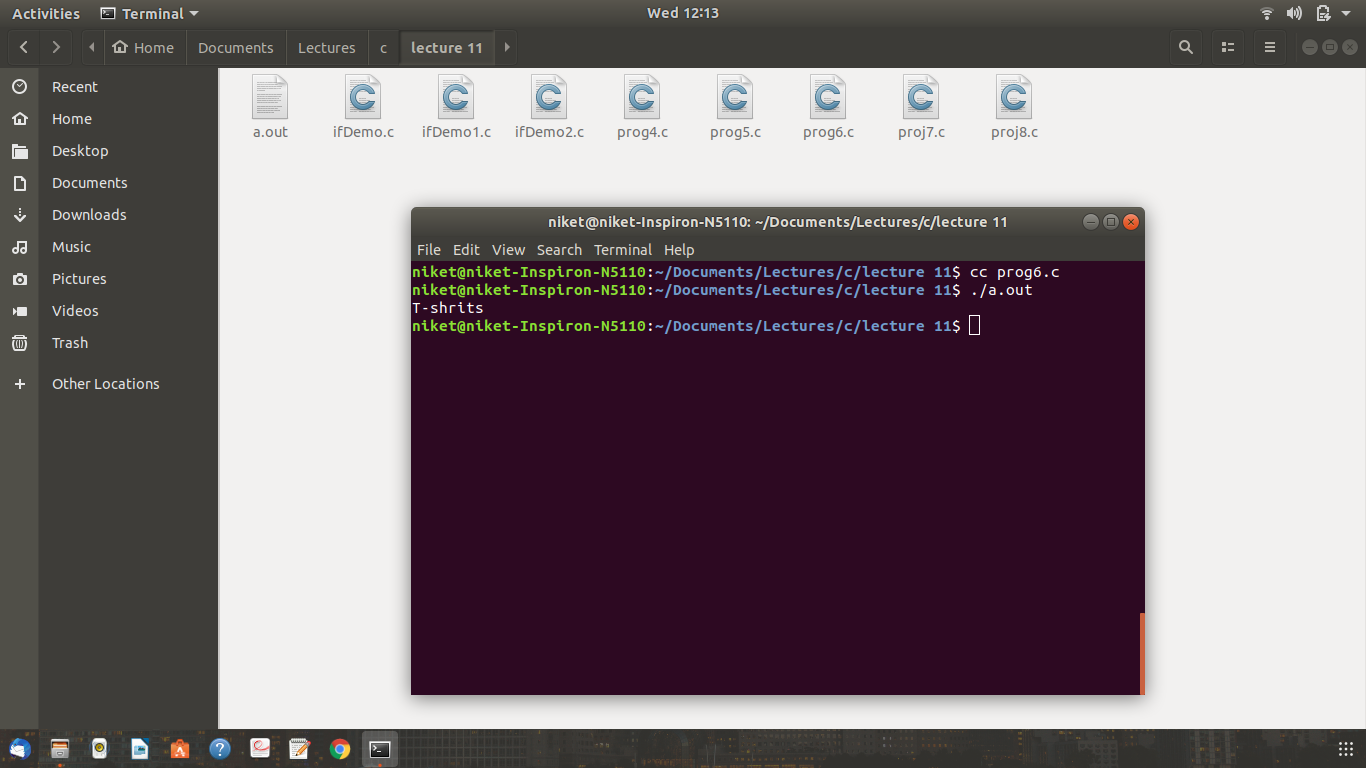 Activities Terminal Wed 12:13
Home Documents Lectures c lecture 11
Recent
Home
Desktop
Documents
Downloads
Music
Pictures
Videos
Trash
Other Locations
a.out ifDemo.c ifDemo1.c ifDemo2.c prog4.c prog5.c prog6.c proj7.c proj8.c
niket@niket-Inspiron-N5110: ~/Documents/Lectures/c/lecture 11
File Edit View Search Terminal Help
niket@niket-Inspiron-N5110:~/Documents/Lectures/c/lecture 11$ cc prog6.c
niket@niket-Inspiron-N5110:~/Documents/Lectures/c/lecture 11$ ./a.out
T-shrits
niket@niket-Inspiron-N5110:~/Documents/Lectures/c/lecture 11$